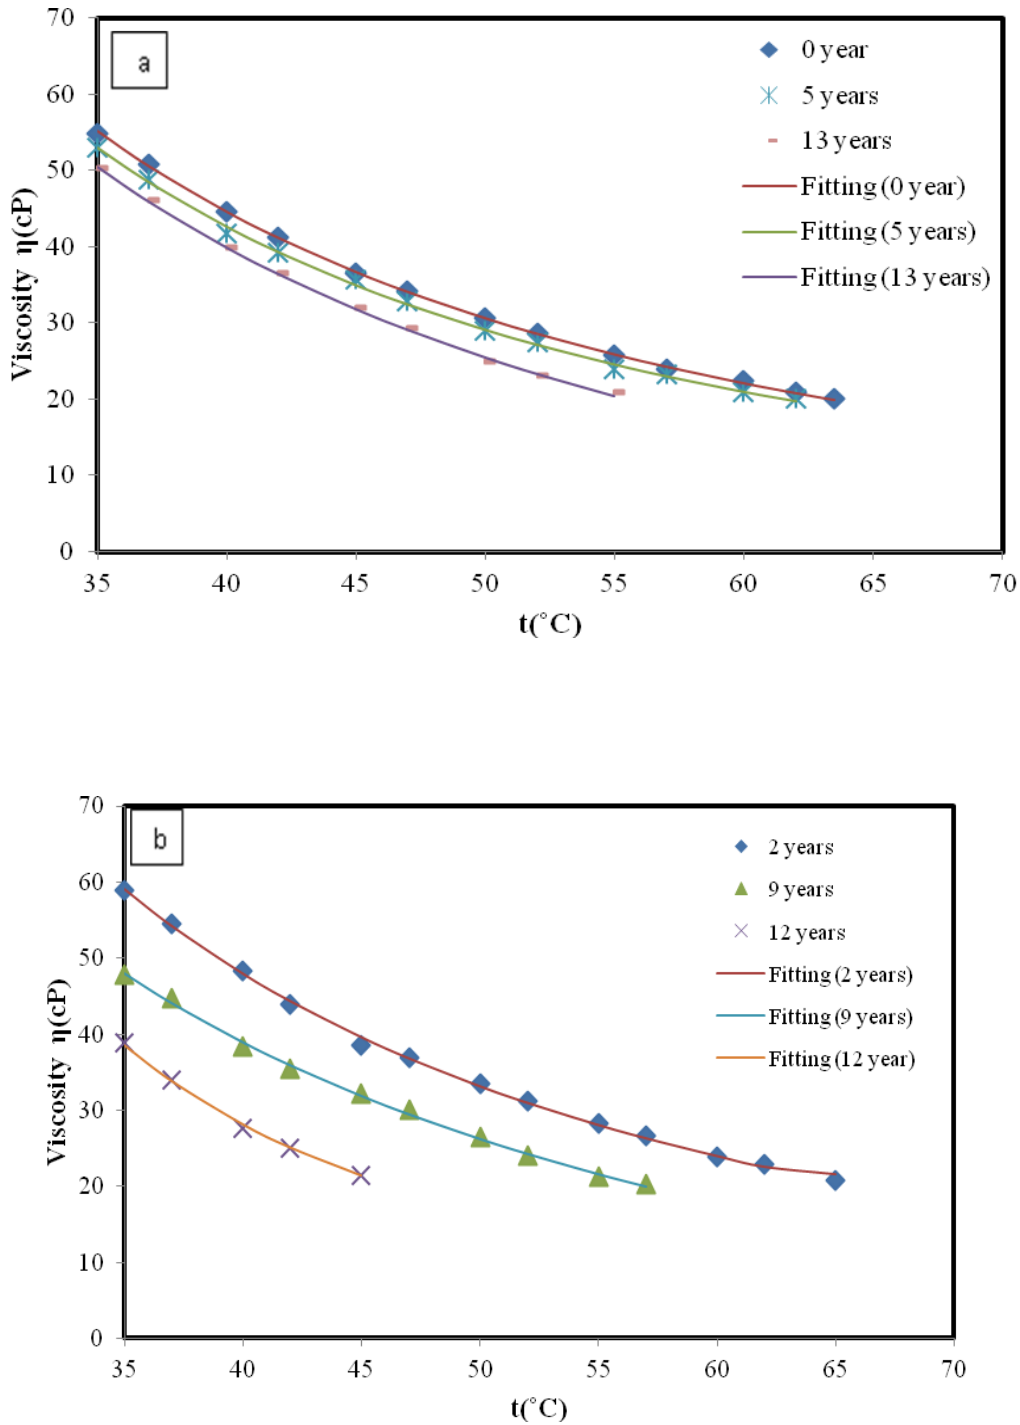 70
a
0 year
60
5 years
13 years
50
Fitting (0 year)
40
Fitting (5 years)
Fitting (13 years)
30
20
10
0
Viscosity η(cP)
35 40 45 50 55 60 65 70
t(˚C)
70
b
2 years
60
9 years
12 years
50
Fitting (2 years)
40
Fitting (9 years)
Fitting (12 year)
30
20
10
0
Viscosity η(cP)
35 40 45 50 55 60 65 70
t(˚C)